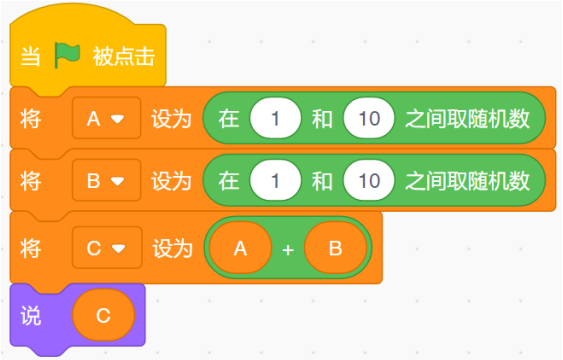 当 被点击
将 A 设为 在 1 和 10 之间取随机数
将 B 设为 在 1 和 10 之间取随机数
将 C 设为 A + B
说 C